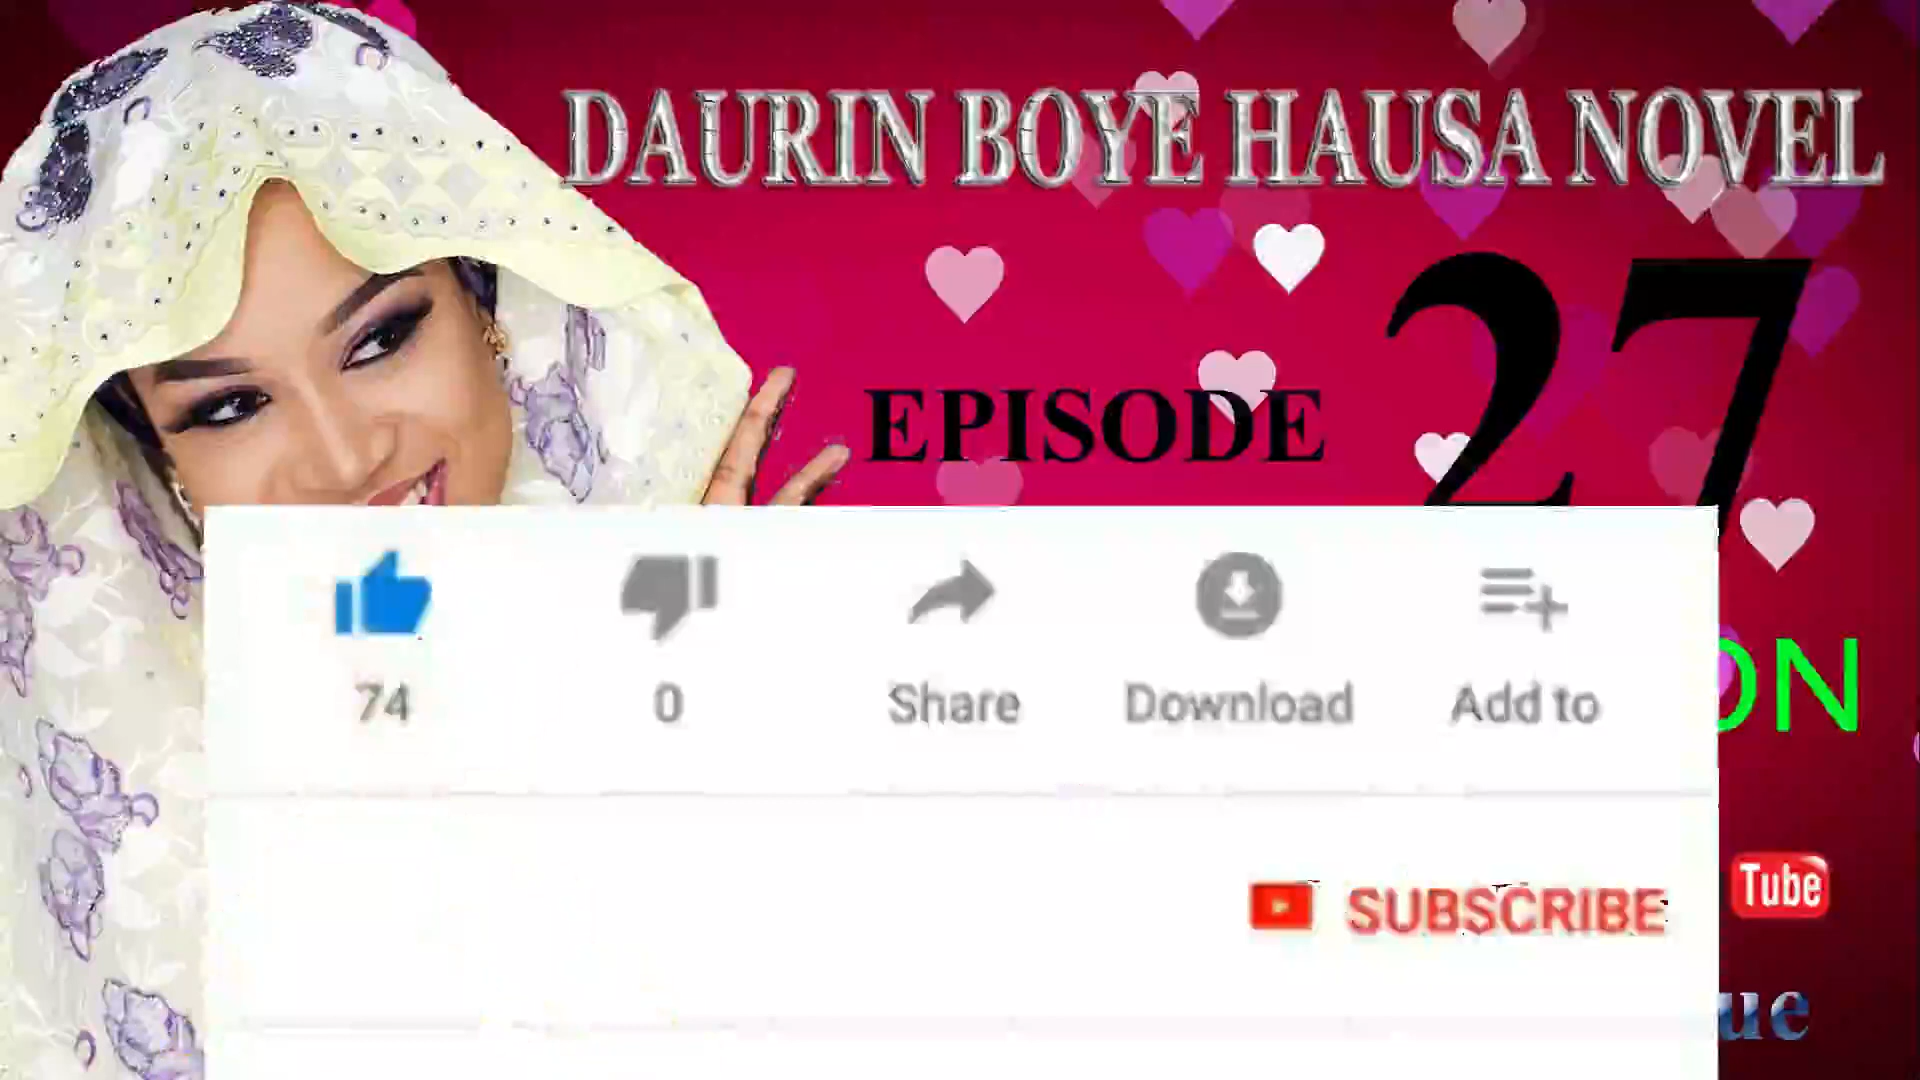 DAURIN BOYE HAUSA NOVEL
EPISODE 27
74
0
Share
Download
Add to
SUBSCRIBE
Tube